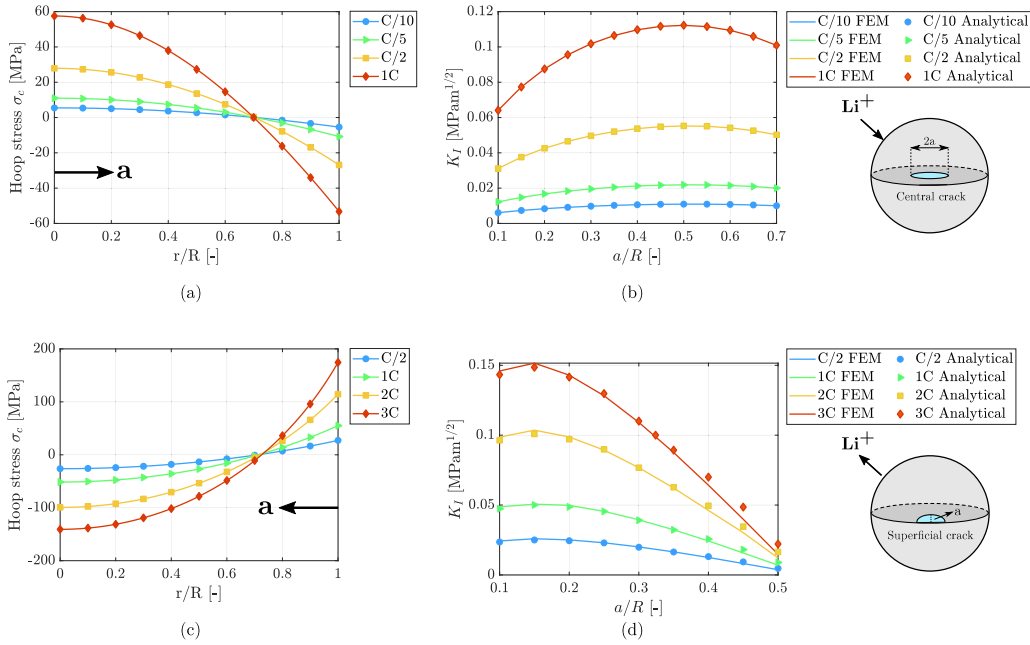 60
40
20
0
-20
-40
-60
Hoop stress σc [MPa]
0
0.2
0.4
0.6
0.8
1
r/R [-]
a
C/10
C/5
C/2
1C
(a)
0.12
0.1
0.08
0.06
0.04
0.02
0
K_I [MPam^1/2]
0.1
0.2
0.3
0.4
0.5
0.6
0.7
a/R [-]
(b)
C/10 FEM C/10 Analytical
C/5 FEM C/5 Analytical
C/2 FEM C/2 Analytical
1C FEM 1C Analytical
Li+
2a
Central crack
200
100
0
-100
-200
Hoop stress σc [MPa]
0
0.2
0.4
0.6
0.8
1
r/R [-]
a
C/2
1C
2C
3C
(c)
0.15
0.1
0.05
0
K_I [MPam^1/2]
0.1
0.2
0.3
0.4
0.5
a/R [-]
(d)
C/2 FEM C/2 Analytical
1C FEM 1C Analytical
2C FEM 2C Analytical
3C FEM 3C Analytical
Li+
a
Superficial crack